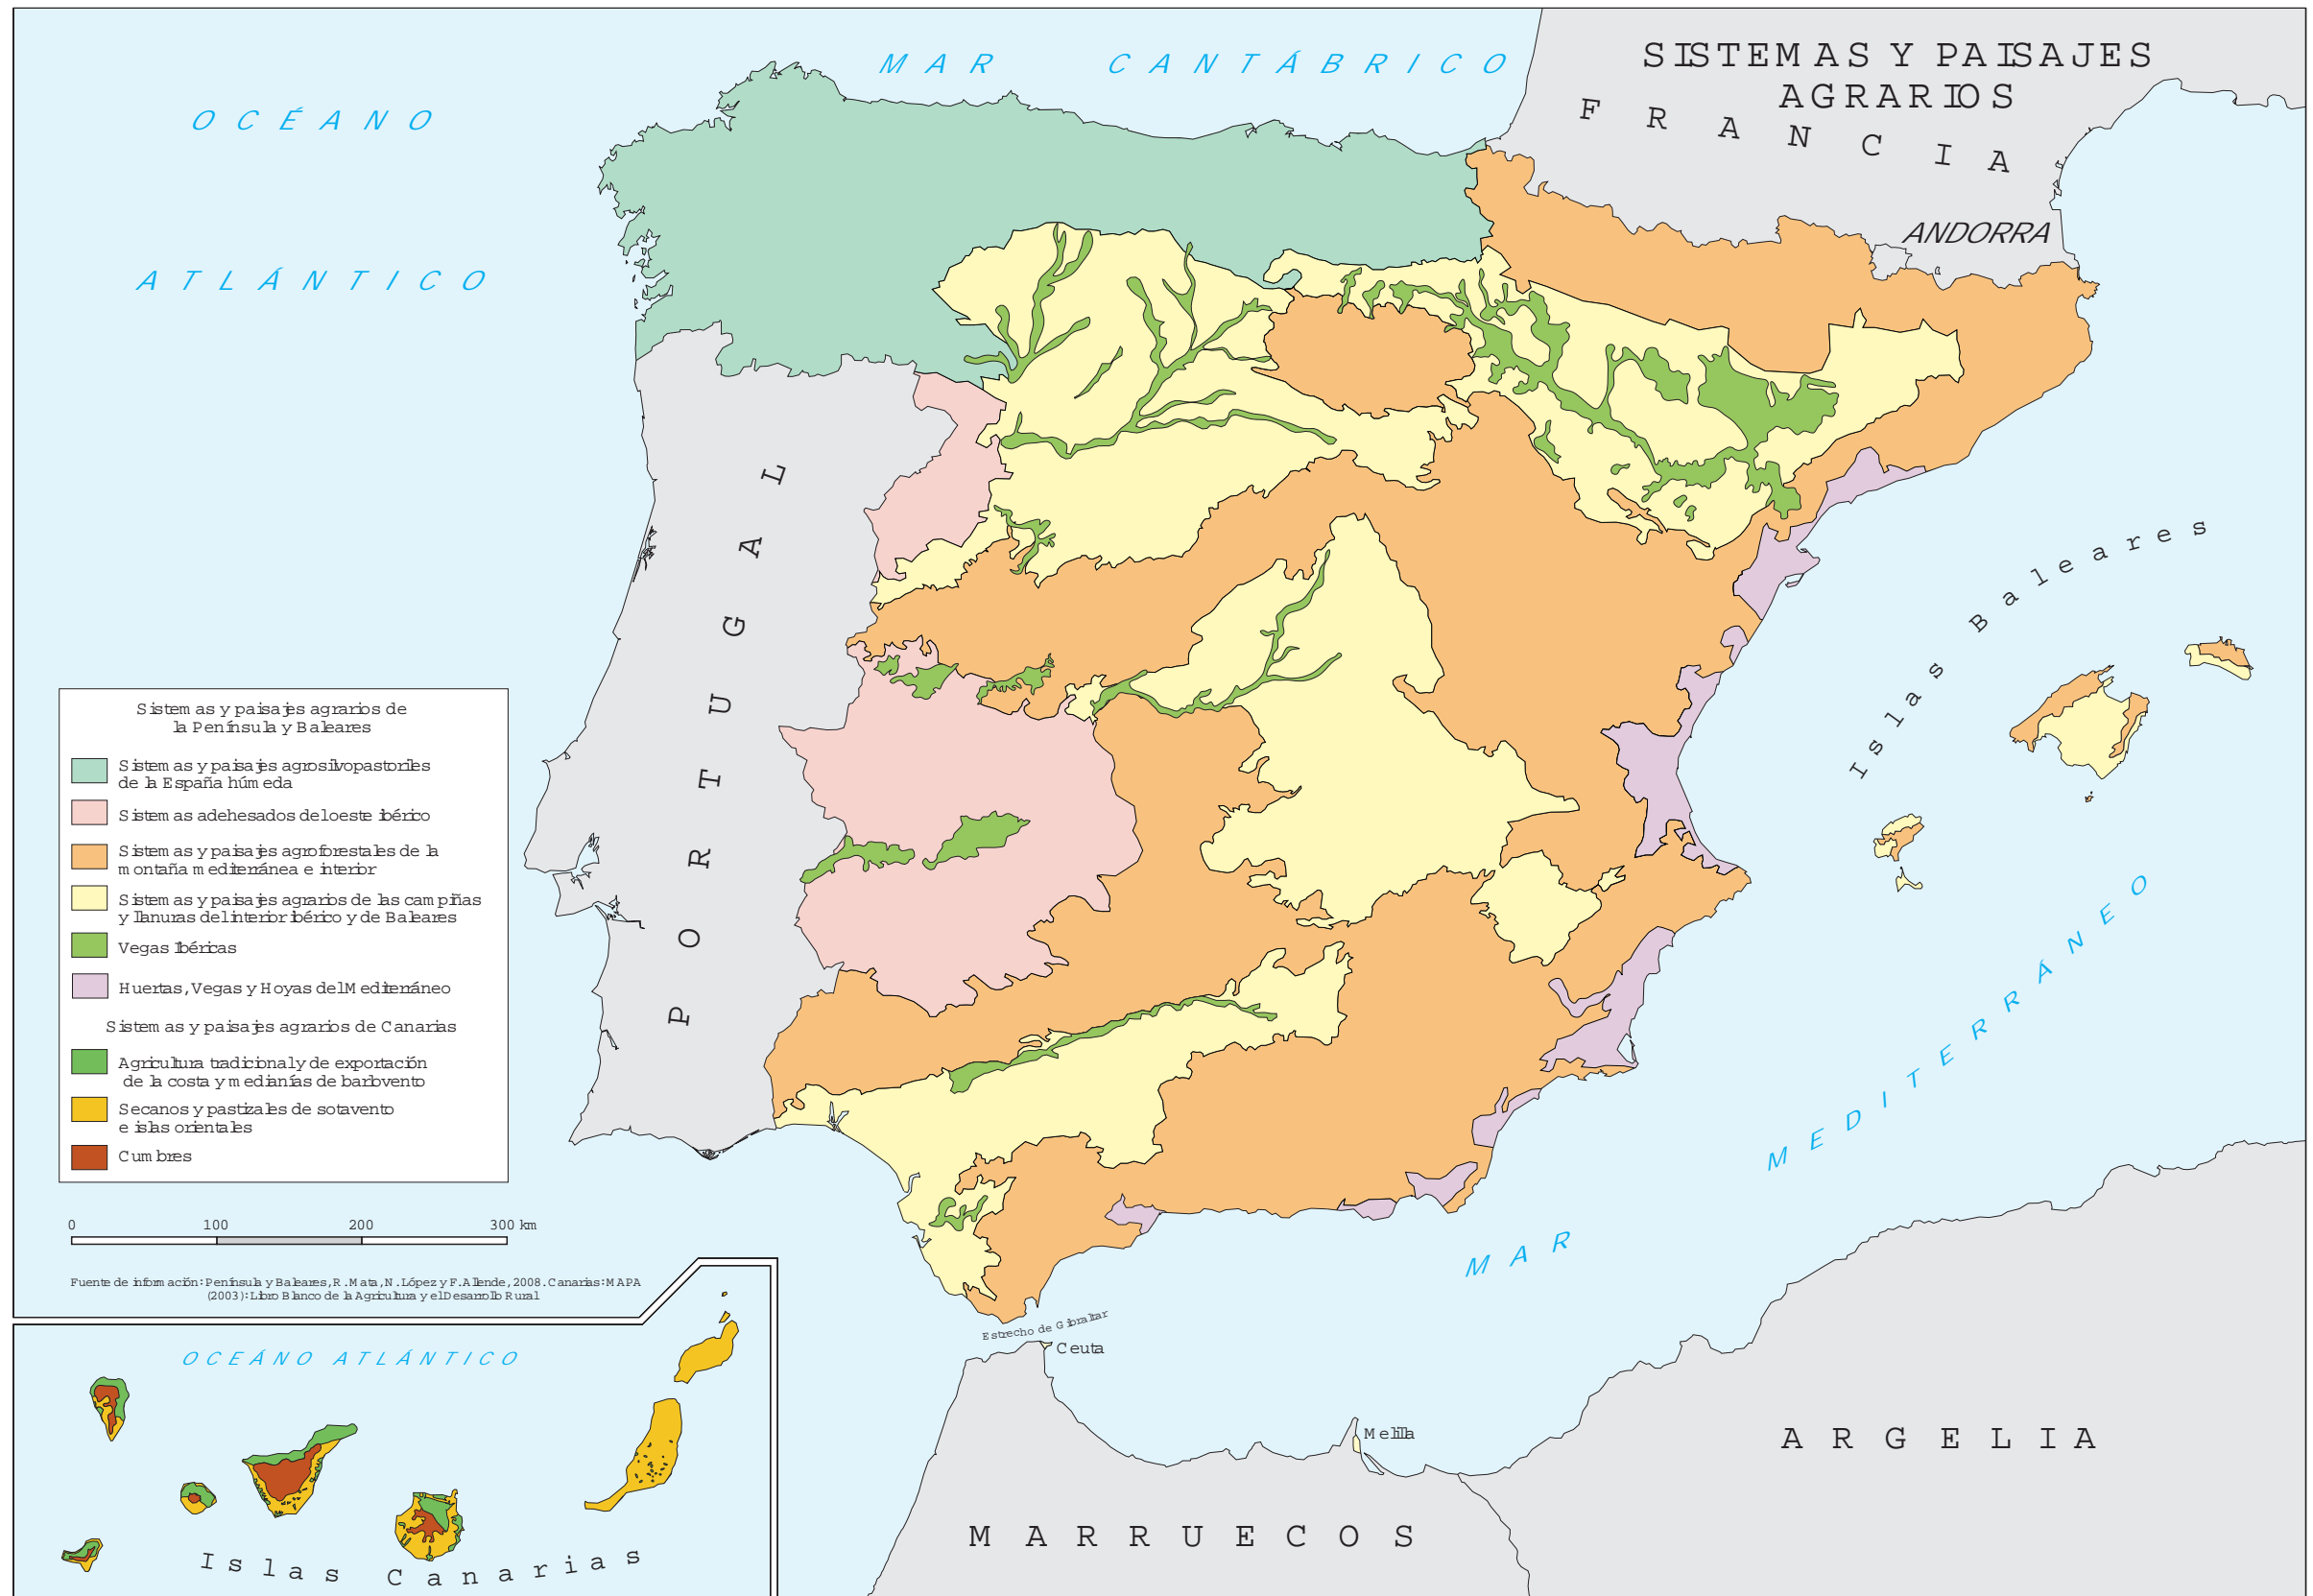 SISTEMAS Y PAISAJES
AGRARIOS
MAR CANTÁBRICO
OCÉANO
ATLÁNTICO
FRANCIA
ANDORRA
PORTUGAL
Islas Baleares
MAR MEDITERRÁNEO
Sistemas y paisajes agrarios de
la Península y Baleares
Sistemas y paisajes agrosilvopastoriles
de la España húmeda
Sistemas adehesados del oeste ibérico
Sistemas y paisajes agroforestales de la
montaña mediterránea e interior
Sistemas y paisajes agrarios de las campiñas
y llanuras del interior ibérico y de Baleares
Vegas Ibéricas
Huertas, Vegas y Hoyas del Mediterráneo
Sistemas y paisajes agrarios de Canarias
Agricultura tradicional y de exportación
de la costa y medianías de barlovento
Secanos y pastizales de sotavento
e islas orientales
Cumbres
0 100 200 300 km
Fuente de información: Península y Baleares, R. Mata, N. López y F. Allende, 2008. Canarias: MAPA
(2003): Libro Blanco de la Agricultura y el Desarrollo Rural
Estrecho de Gibraltar
Ceuta
Melilla
MARRUECOS
ARGELIA
OCEÁNO ATLÁNTICO
Islas Canarias